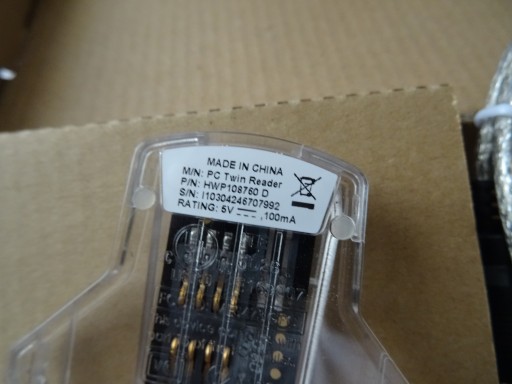 MADE IN CHINA
M/N: PC Twin Reader
P/N: HWP108760 D
S/N: I10304246707992
RATING: 5V ⎓ ,100mA